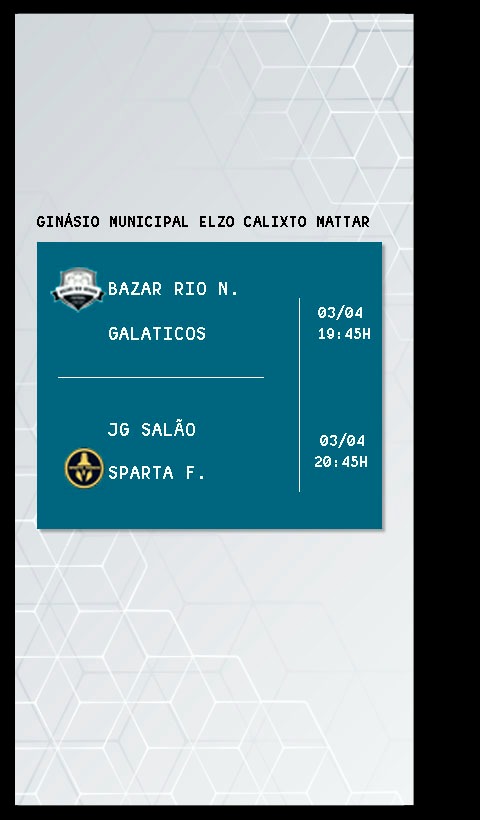 GINÁSIO MUNICIPAL ELZO CALIXTO MATTAR
BAZAR RIO N.
GALATICOS
03/04
19:45H
JG SALÃO
SPARTA F.
03/04
20:45H